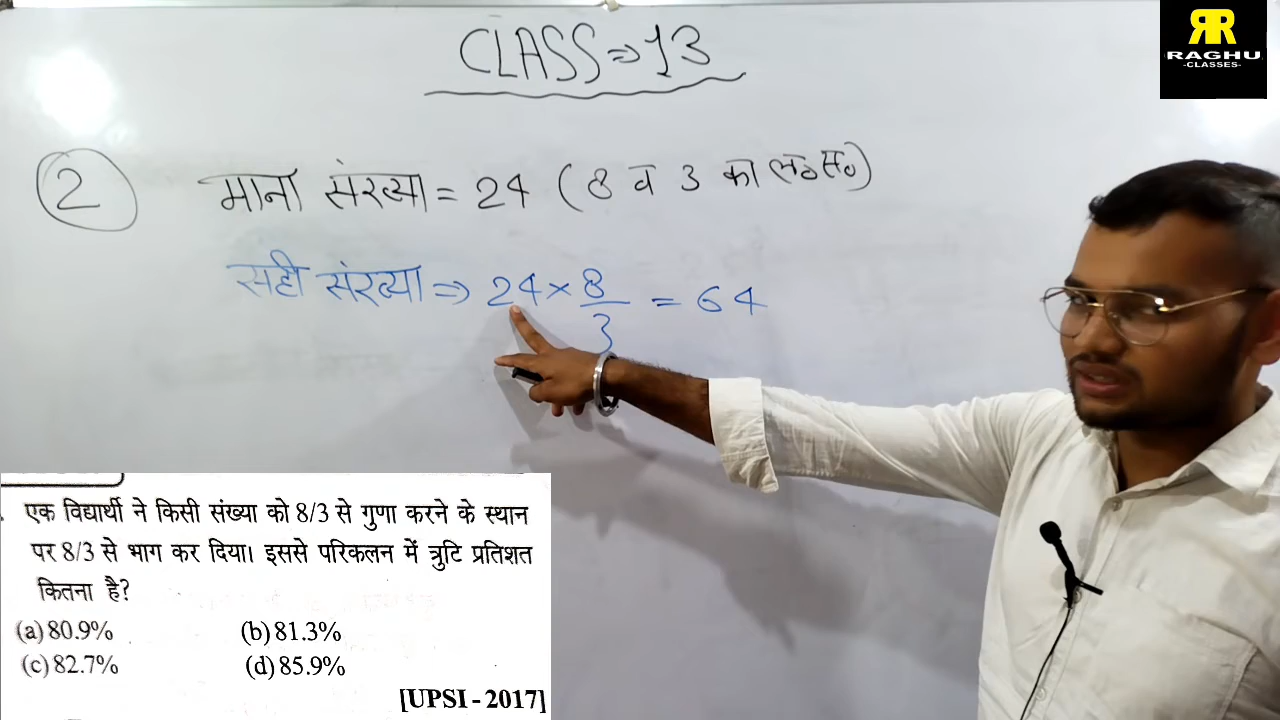 CLASS⇒13
RAGHU
-CLASSES-
2 माना संख्या = 24 (8 व 3 का ल०स०)
सही संख्या ⇒ 24×8/3 = 64
एक विद्यार्थी ने किसी संख्या को 8/3 से गुणा करने के स्थान
पर 8/3 से भाग कर दिया। इससे परिकलन में त्रुटि प्रतिशत
कितना है?
(a) 80.9% (b) 81.3%
(c) 82.7% (d) 85.9%
[UPSI - 2017]